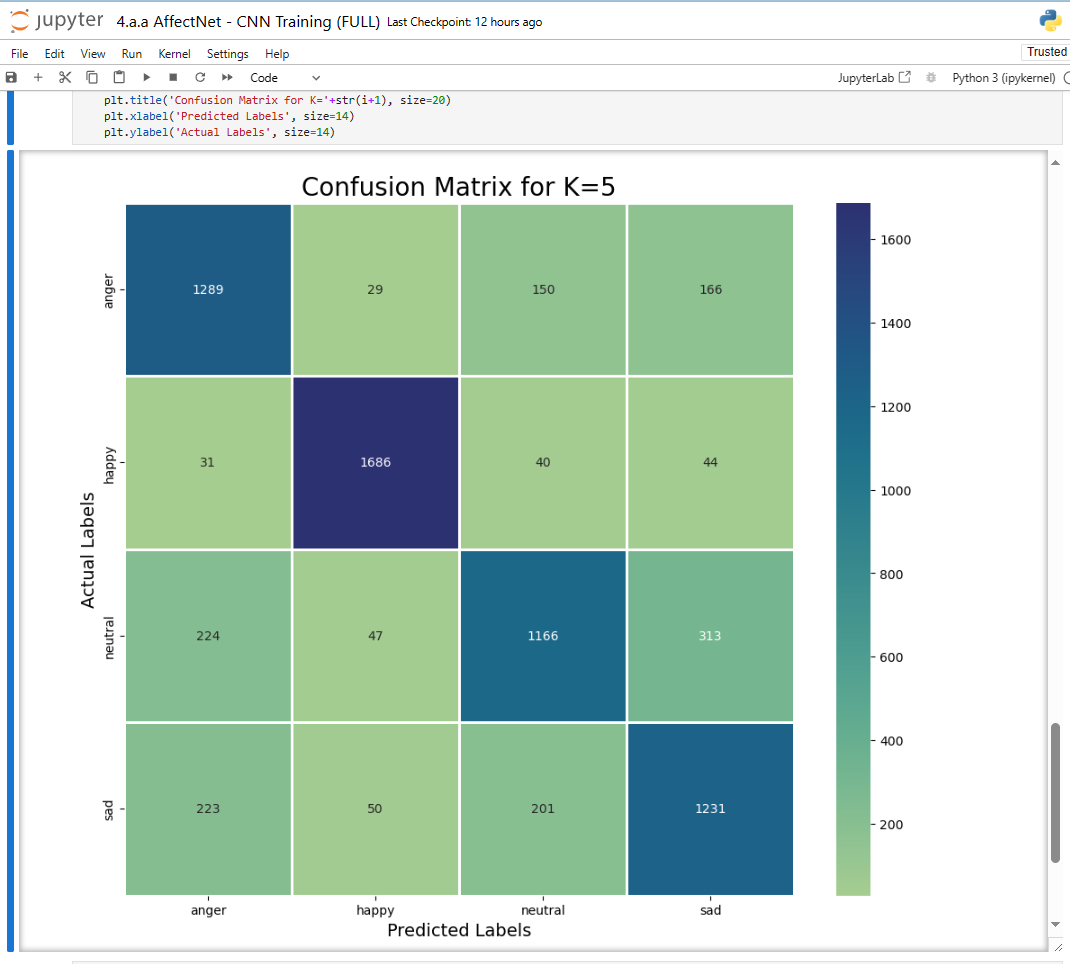 jupyter 4.a.a AffectNet - CNN Training (FULL) Last Checkpoint: 12 hours ago
File Edit View Run Kernel Settings Help Trusted
Code JupyterLab Python 3 (ipykernel)
plt.title('Confusion Matrix for K='+str(i+1), size=20)
plt.xlabel('Predicted Labels', size=14)
plt.ylabel('Actual Labels', size=14)
Confusion Matrix for K=5
Actual Labels
anger 1289 29 150 166
happy 31 1686 40 44
neutral 224 47 1166 313
sad 223 50 201 1231
anger happy neutral sad
Predicted Labels
1600
1400
1200
1000
800
600
400
200